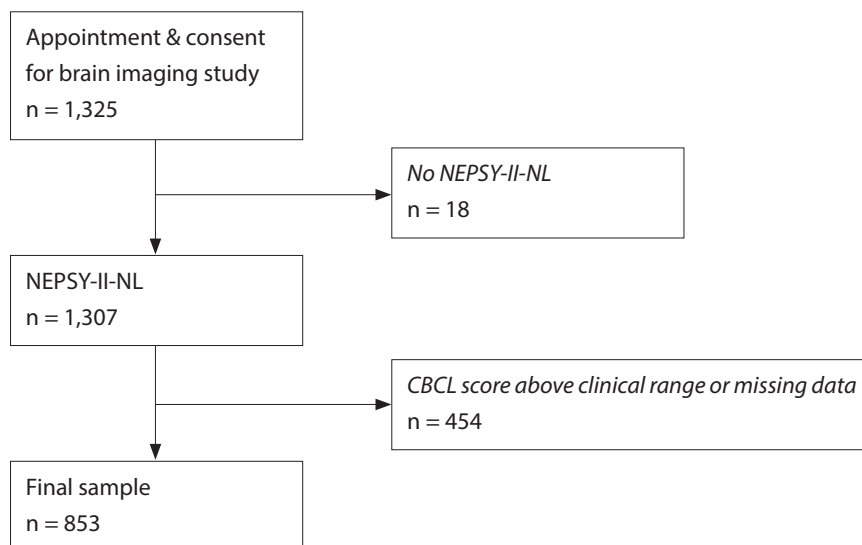 Appointment & consent
for brain imaging study
n = 1,325
No NEPSY-II-NL
n = 18
NEPSY-II-NL
n = 1,307
CBCL score above clinical range or missing data
n = 454
Final sample
n = 853